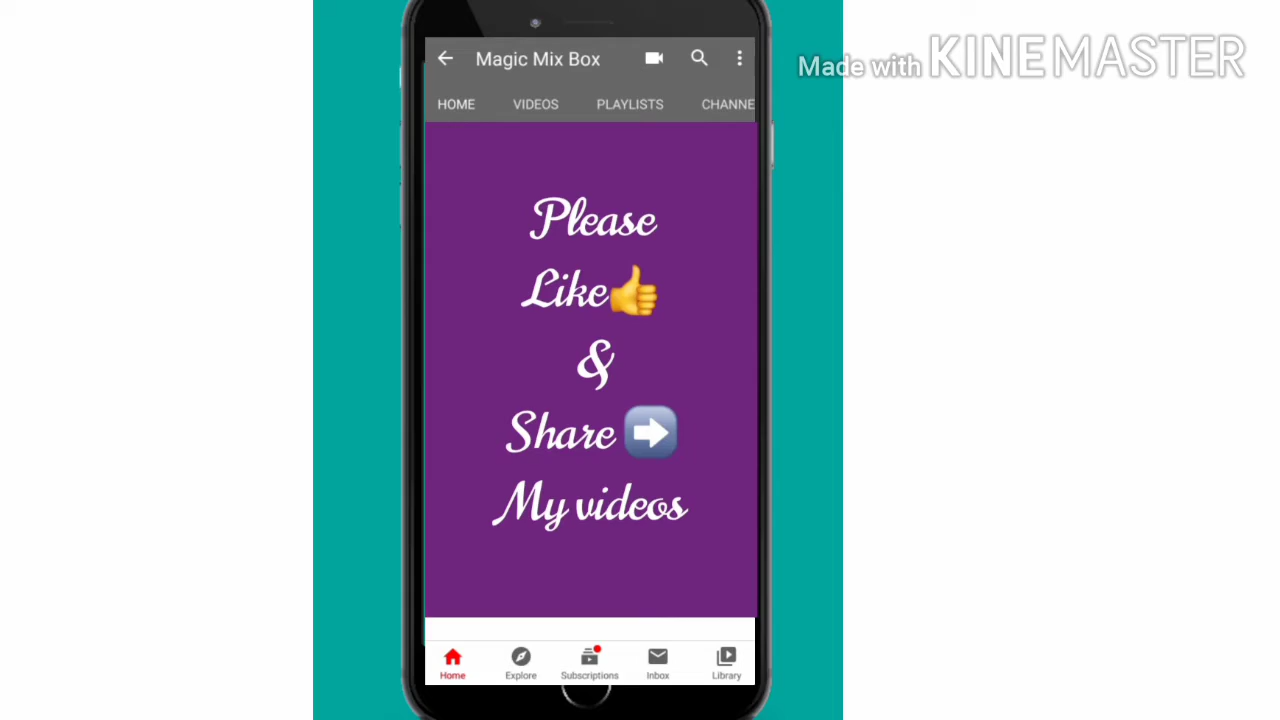 Made with KINEMASTER
Magic Mix Box
HOME VIDEOS PLAYLISTS CHANNE
Please
Like👍
&
Share ➡️
My videos
Home Explore Subscriptions Inbox Library